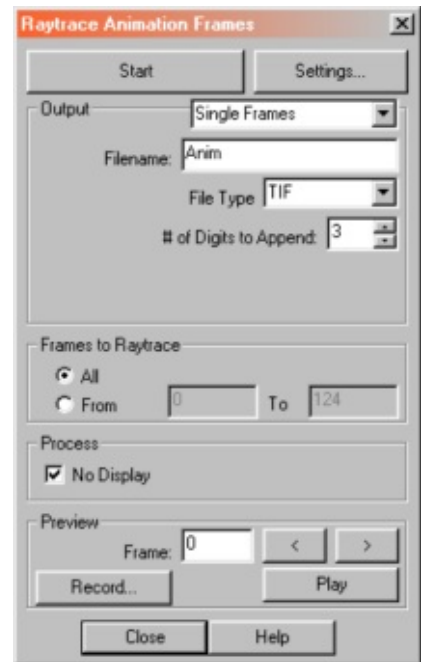 Raytrace Animation Frames
Start Settings...
Output Single Frames
Filename: Anim
File Type TIF
# of Digits to Append: 3
Frames to Raytrace
All
From 0 To 124
Process
No Display
Preview
Frame: 0 < >
Record... Play
Close Help